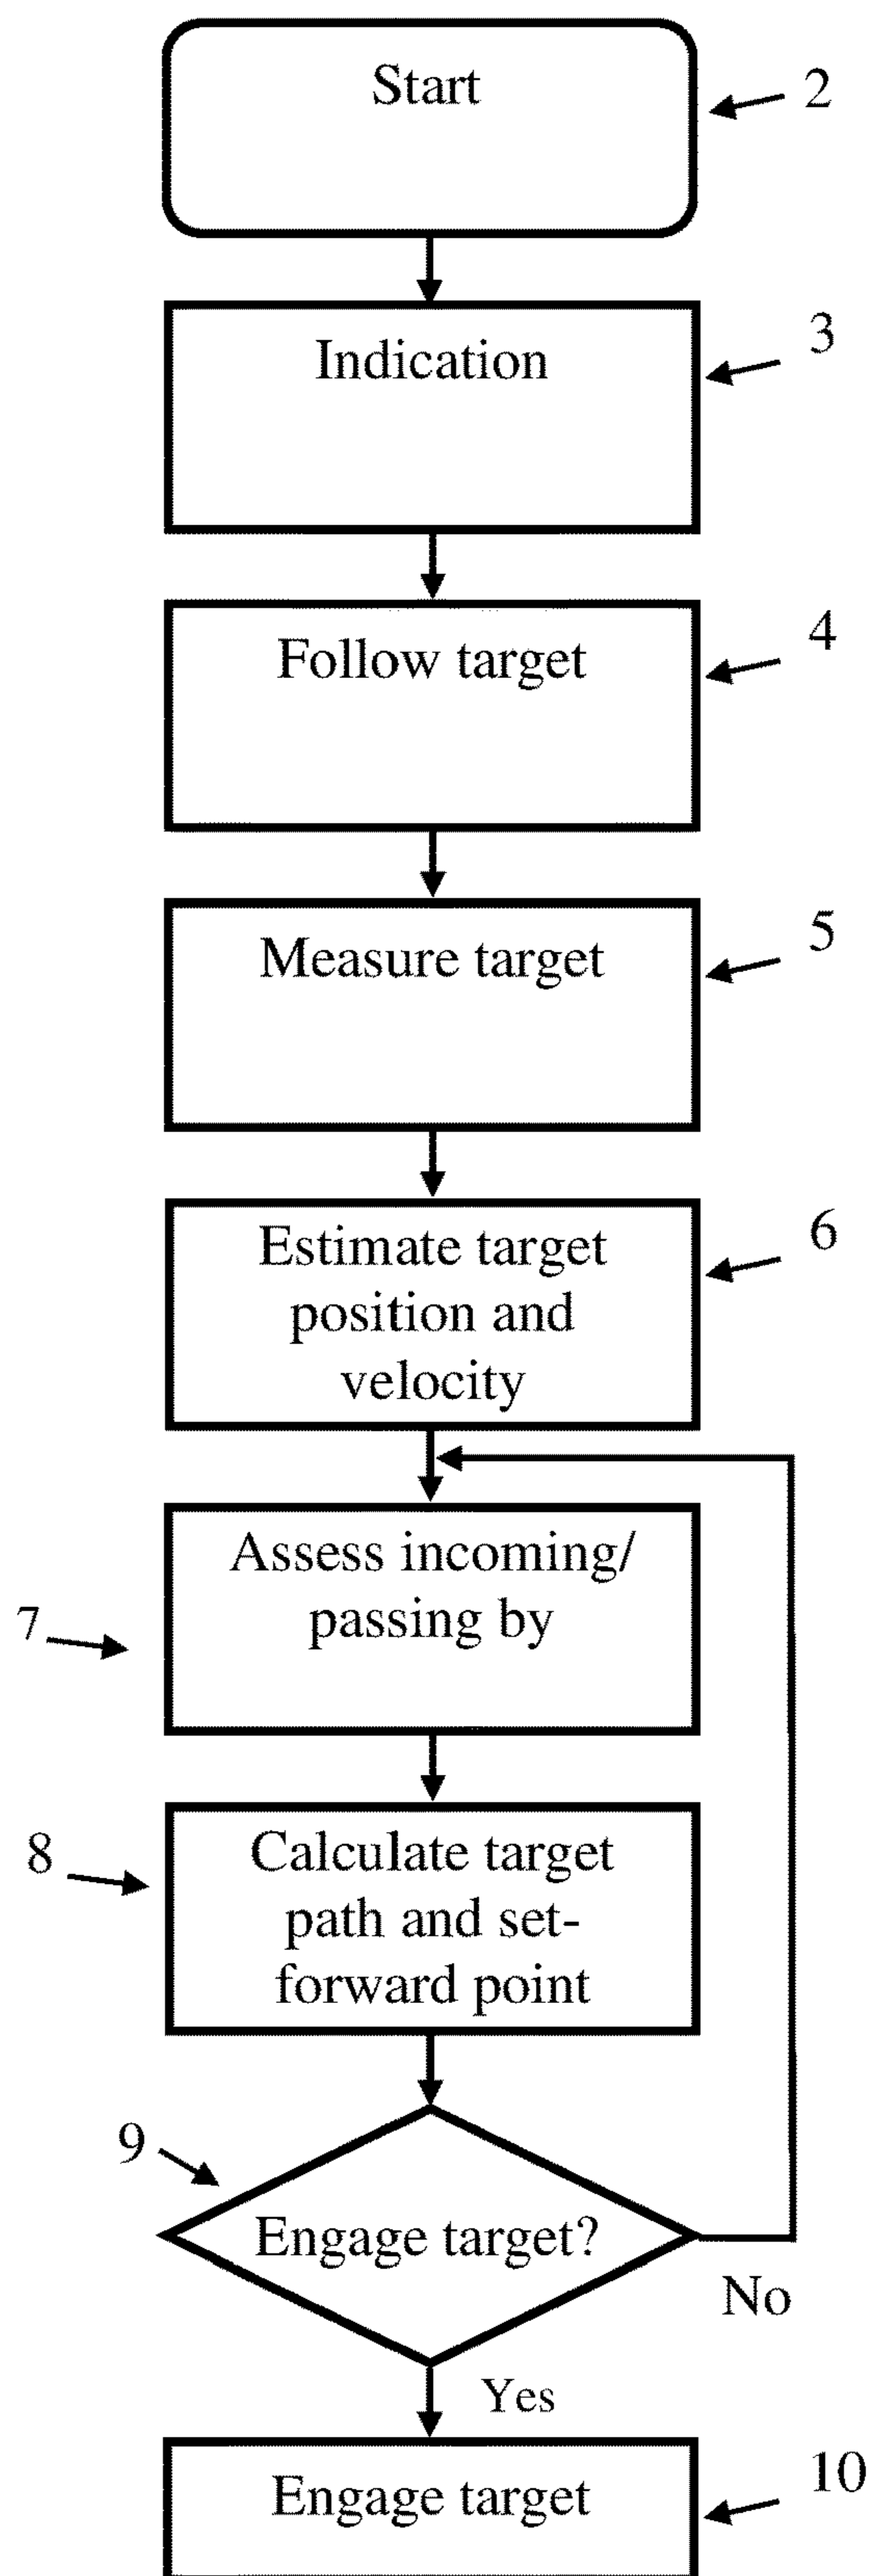 Start
2
Indication
3
Follow target
4
Measure target
5
Estimate target
position and
velocity
6
Assess incoming/
passing by
7
Calculate target
path and set-
forward point
8
9
Engage target?
No
Yes
Engage target
10